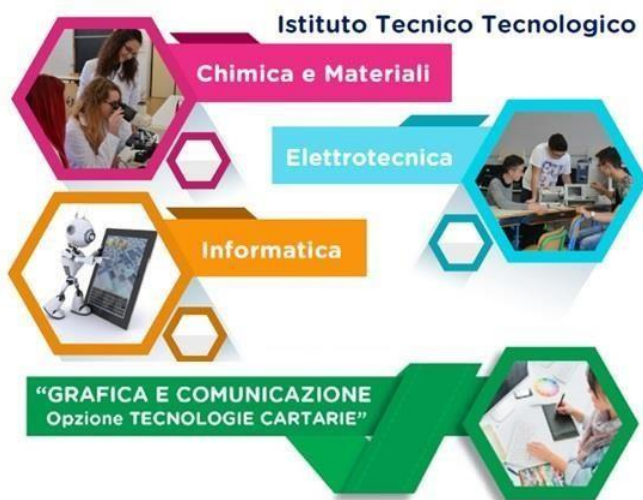 Istituto Tecnico Tecnologico
Chimica e Materiali
Elettrotecnica
Informatica
“GRAFICA E COMUNICAZIONE
Opzione TECNOLOGIE CARTARIE”